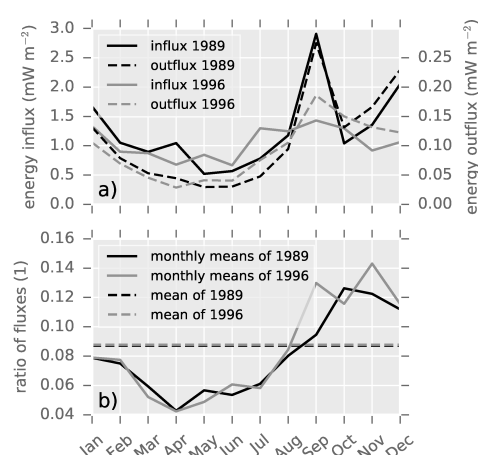 3.0
2.5
2.0
1.5
1.0
0.5
0.0
energy influx (mW m⁻²)
influx 1989
outflux 1989
influx 1996
outflux 1996
a)
0.25
0.20
0.15
0.10
0.05
0.00
energy outflux (mW m⁻²)
0.16
0.14
0.12
0.10
0.08
0.06
0.04
ratio of fluxes (1)
monthly means of 1989
monthly means of 1996
mean of 1989
mean of 1996
b)
Jan
Feb
Mar
Apr
May
Jun
Jul
Aug
Sep
Oct
Nov
Dec